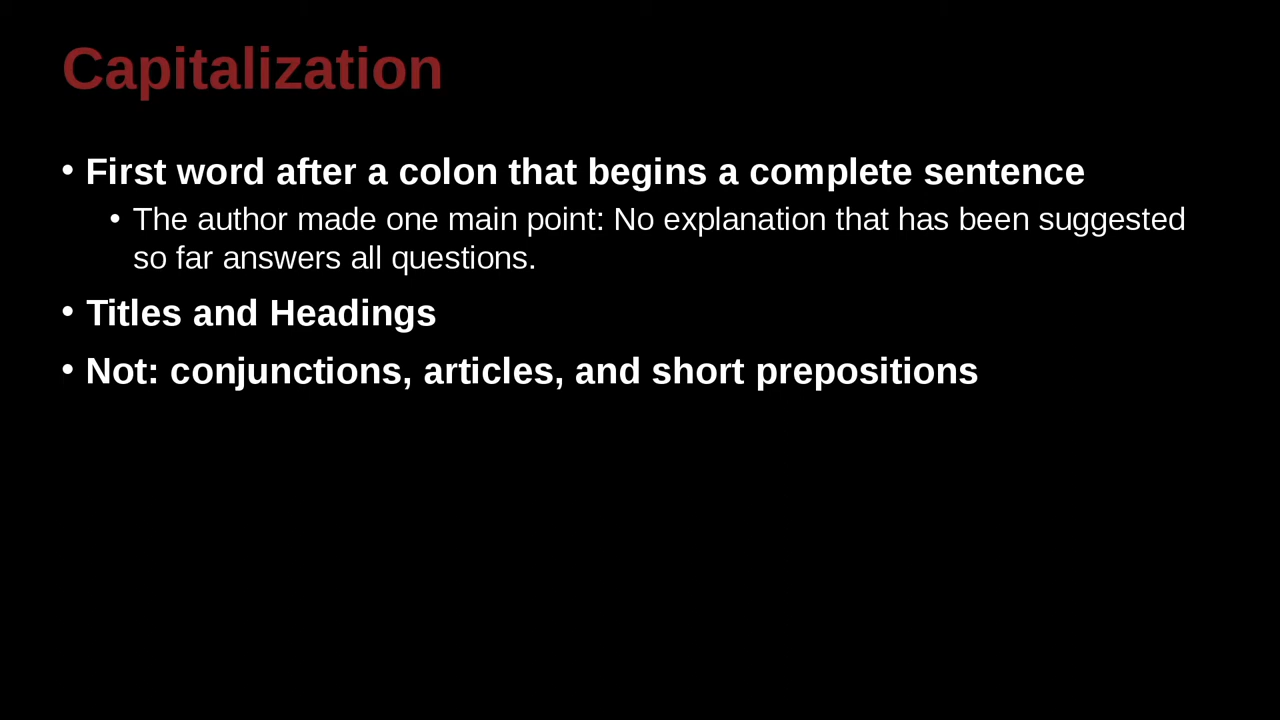 Capitalization
• First word after a colon that begins a complete sentence
• The author made one main point: No explanation that has been suggested
so far answers all questions.
• Titles and Headings
• Not: conjunctions, articles, and short prepositions